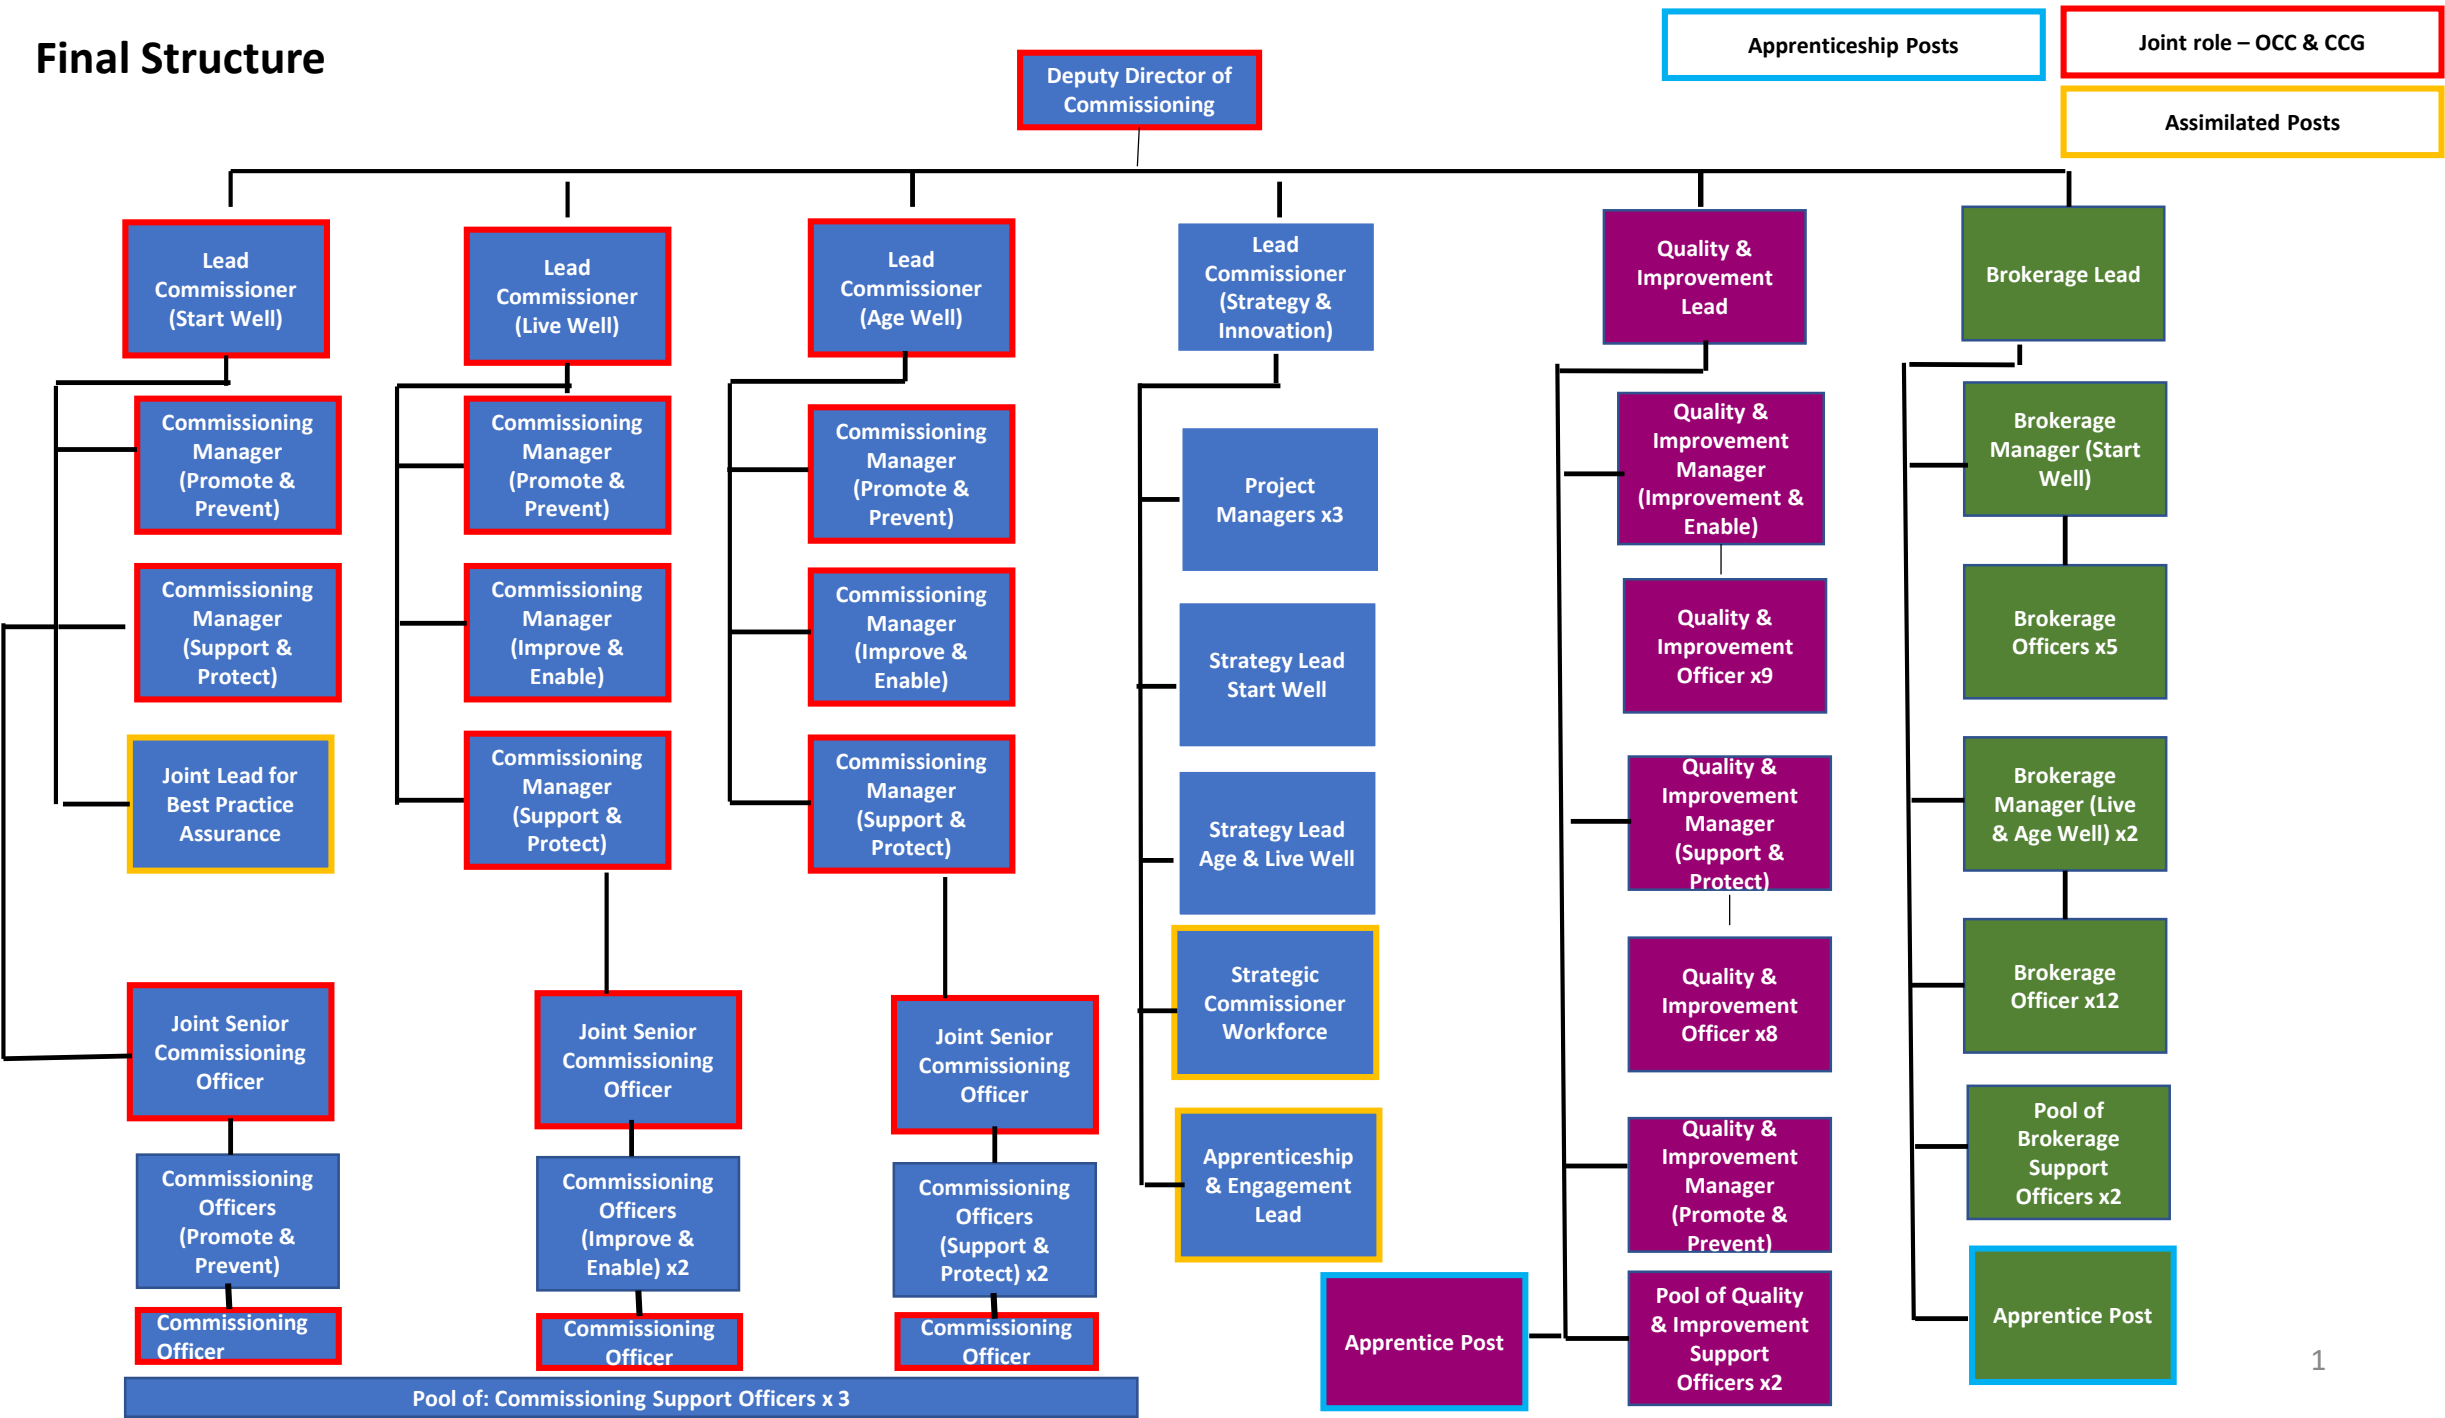 Final Structure
Apprenticeship Posts
Joint role – OCC & CCG
Assimilated Posts
Deputy Director of
Commissioning
Lead
Commissioner
(Start Well)
Commissioning
Manager
(Promote &
Prevent)
Commissioning
Manager
(Support &
Protect)
Joint Lead for
Best Practice
Assurance
Joint Senior
Commissioning
Officer
Commissioning
Officers
(Promote &
Prevent)
Commissioning
Officer
Lead
Commissioner
(Live Well)
Commissioning
Manager
(Promote &
Prevent)
Commissioning
Manager
(Improve &
Enable)
Commissioning
Manager
(Support &
Protect)
Joint Senior
Commissioning
Officer
Commissioning
Officers
(Improve &
Enable) x2
Commissioning
Officer
Lead
Commissioner
(Age Well)
Commissioning
Manager
(Promote &
Prevent)
Commissioning
Manager
(Improve &
Enable)
Commissioning
Manager
(Support &
Protect)
Joint Senior
Commissioning
Officer
Commissioning
Officers
(Support &
Protect) x2
Commissioning
Officer
Pool of: Commissioning Support Officers x 3
Lead
Commissioner
(Strategy &
Innovation)
Project
Managers x3
Strategy Lead
Start Well
Strategy Lead
Age & Live Well
Strategic
Commissioner
Workforce
Apprenticeship
& Engagement
Lead
Quality &
Improvement
Lead
Quality &
Improvement
Manager
(Improvement &
Enable)
Quality &
Improvement
Officer x9
Quality &
Improvement
Manager
(Support &
Protect)
Quality &
Improvement
Officer x8
Quality &
Improvement
Manager
(Promote &
Prevent)
Apprentice Post
Pool of Quality
& Improvement
Support
Officers x2
Brokerage Lead
Brokerage
Manager (Start
Well)
Brokerage
Officers x5
Brokerage
Manager (Live
& Age Well) x2
Brokerage
Officer x12
Pool of
Brokerage
Support
Officers x2
Apprentice Post
1